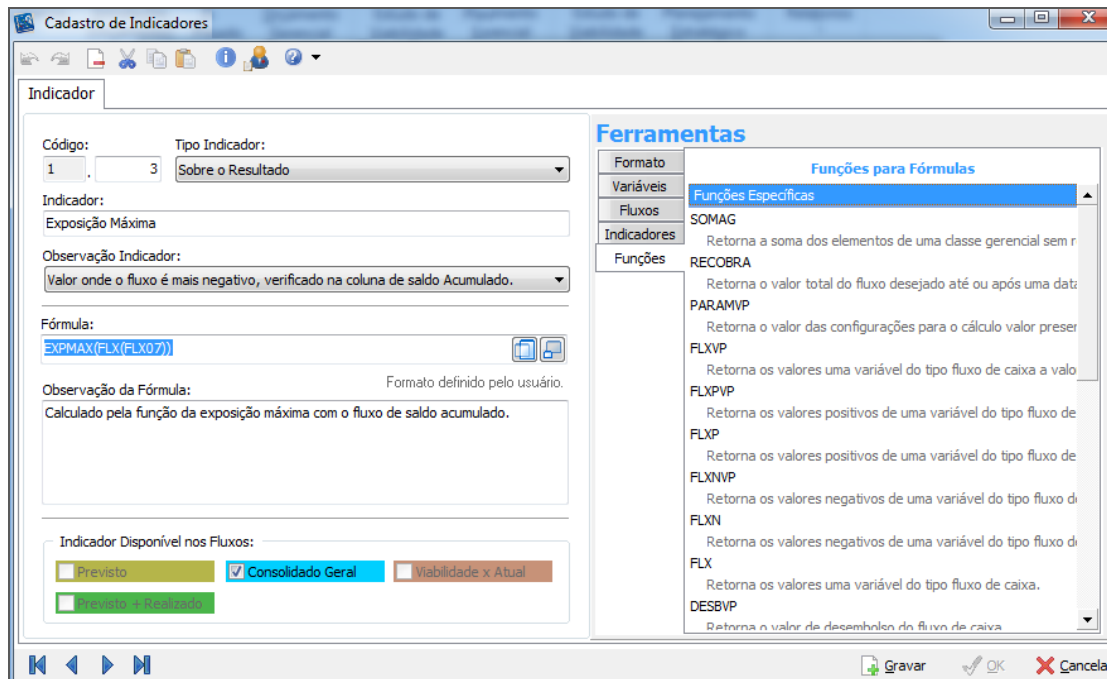 Cadastro de Indicadores
Indicador
Código:
Tipo Indicador:
1 . 3
Sobre o Resultado
Indicador:
Exposição Máxima
Observação Indicador:
Valor onde o fluxo é mais negativo, verificado na coluna de saldo Acumulado.
Fórmula:
EXPMAX(FLX(FLX07))
Formato definido pelo usuário.
Observação da Fórmula:
Calculado pela função da exposição máxima com o fluxo de saldo acumulado.
Indicador Disponível nos Fluxos:
Previsto
Consolidado Geral
Viabilidade x Atual
Previsto + Realizado
Ferramentas
Formato
Variáveis
Fluxos
Indicadores
Funções
Funções para Fórmulas
Funções Específicas
SOMAG
Retorna a soma dos elementos de uma classe gerencial sem r
RECOBRA
Retorna o valor total do fluxo desejado até ou após uma data
PARAMVP
Retorna o valor das configurações para o cálculo valor preser
FLXVP
Retorna os valores uma variável do tipo fluxo de caixa a valo
FLXPVP
Retorna os valores positivos de uma variável do tipo fluxo de
FLXP
Retorna os valores positivos de uma variável do tipo fluxo de
FLXNVP
Retorna os valores negativos de uma variável do tipo fluxo d
FLXN
Retorna os valores negativos de uma variável do tipo fluxo d
FLX
Retorna os valores uma variável do tipo fluxo de caixa.
DESBVP
Retorna o valor de desembolso do fluxo de caixa
Gravar
OK
Cancela